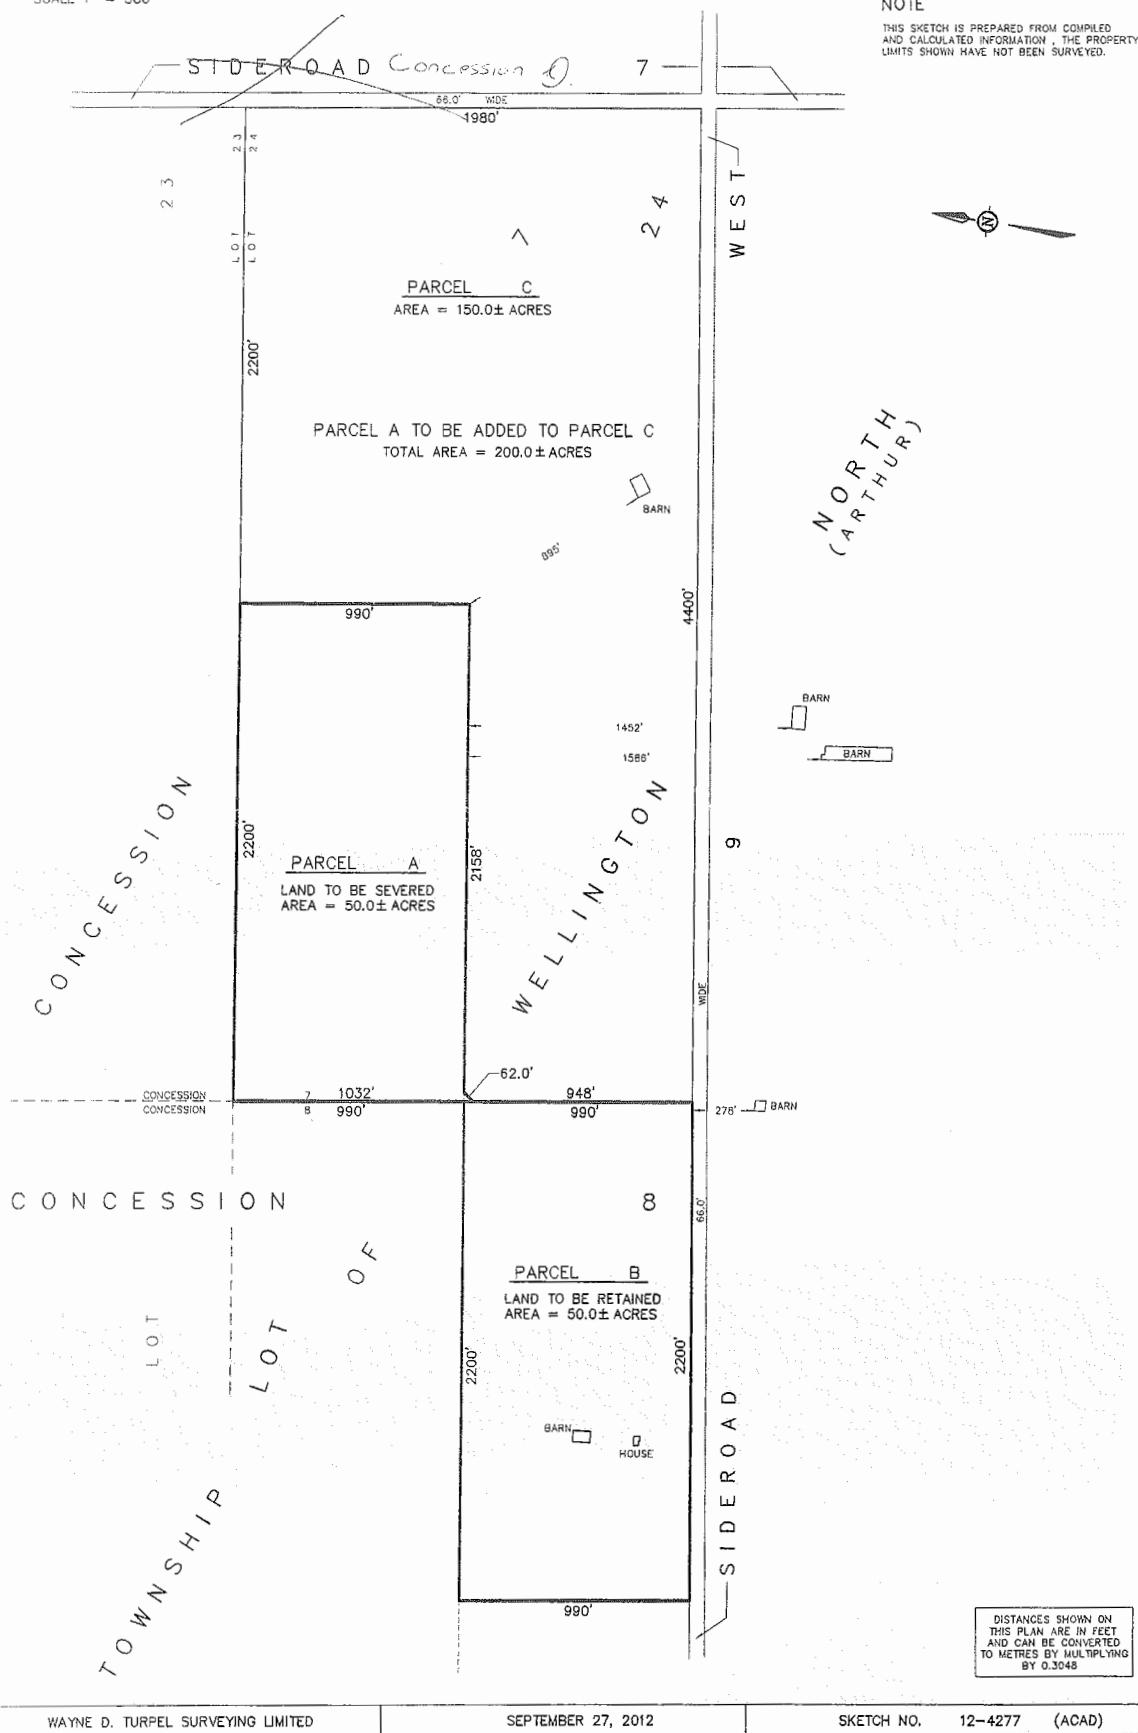 NOTE
THIS SKETCH IS PREPARED FROM COMPILED
AND CALCULATED INFORMATION , THE PROPERTY
LIMITS SHOWN HAVE NOT BEEN SURVEYED.
SIDEROAD Concession 7
66.0' WIDE
1980'
23 24
LOT LOT
23
7
24
WEST
N
PARCEL C
AREA = 150.0± ACRES
2200'
PARCEL A TO BE ADDED TO PARCEL C
TOTAL AREA = 200.0±ACRES
BARN
895'
NORTH
(ARTHUR)
990'
4400'
BARN
1452'
1586'
BARN
CONCESSION
2200'
PARCEL A
LAND TO BE SEVERED
AREA = 50.0± ACRES
2158'
WELLINGTON
9
WIDE
62.0'
CONCESSION 7 1032' 948'
CONCESSION 8 990' 990'
276' BARN
CONCESSION 8
66.0'
OF
PARCEL B
LAND TO BE RETAINED
AREA = 50.0± ACRES
LOT
LOT
2200'
2200'
BARN
HOUSE
SIDEROAD
TOWNSHIP
990'
DISTANCES SHOWN ON
THIS PLAN ARE IN FEET
AND CAN BE CONVERTED
TO METRES BY MULTIPLYING
BY 0.3048
WAYNE D. TURPEL SURVEYING LIMITED
SEPTEMBER 27, 2012
SKETCH NO. 12-4277 (ACAD)